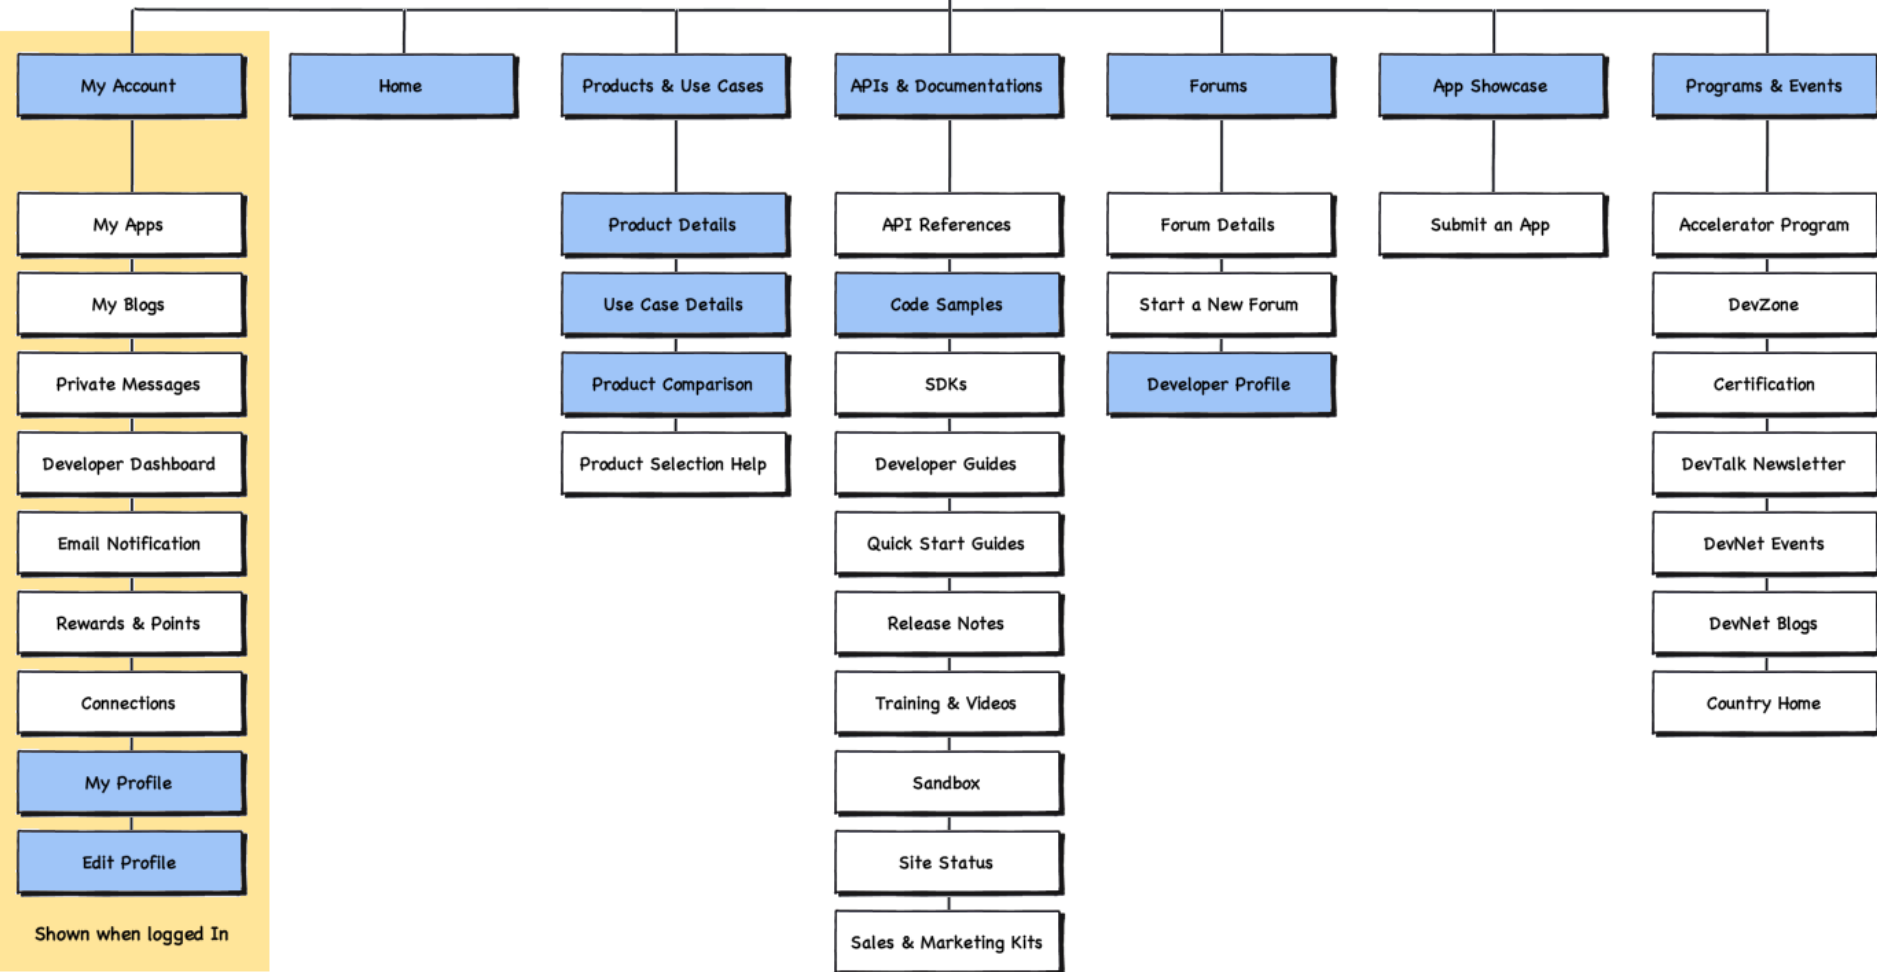 My Account
Home
Products & Use Cases
APIs & Documentations
Forums
App Showcase
Programs & Events
My Apps
My Blogs
Private Messages
Developer Dashboard
Email Notification
Rewards & Points
Connections
My Profile
Edit Profile
Shown when logged In
Product Details
Use Case Details
Product Comparison
Product Selection Help
API References
Code Samples
SDKs
Developer Guides
Quick Start Guides
Release Notes
Training & Videos
Sandbox
Site Status
Sales & Marketing Kits
Forum Details
Start a New Forum
Developer Profile
Submit an App
Accelerator Program
DevZone
Certification
DevTalk Newsletter
DevNet Events
DevNet Blogs
Country Home